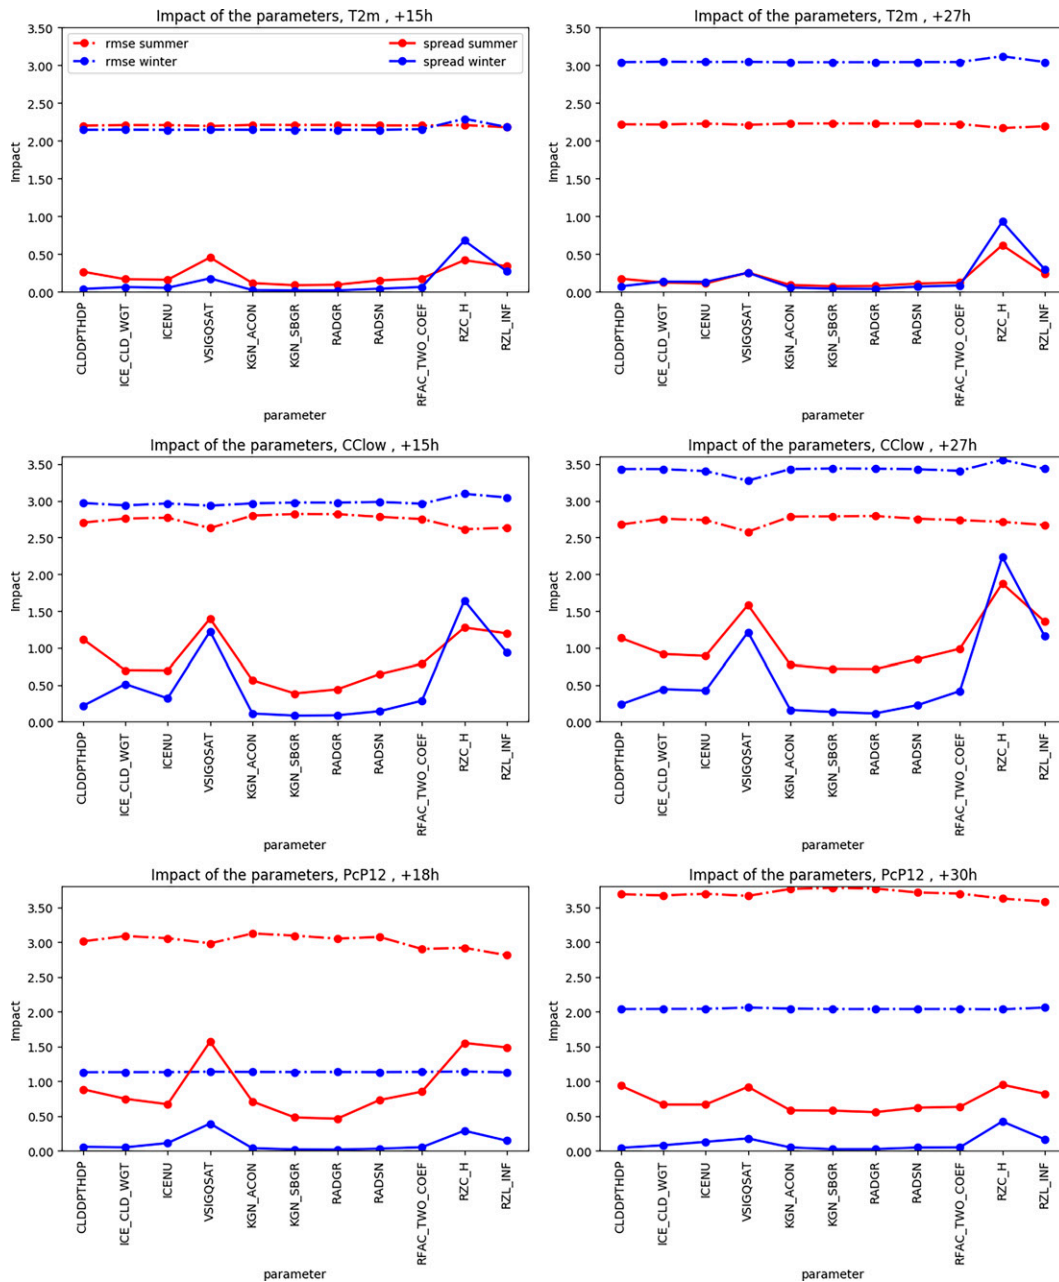 Impact of the parameters, T2m , +15h
3.50
3.00
2.50
2.00
1.50
1.00
0.50
0.00
Impact
rmse summer
rmse winter
spread summer
spread winter
CLDDPTHDP
ICE_CLD_WGT
ICENU
VSIGQSAT
KGN_ACON
KGN_SBGR
RADGR
RADSN
RFAC_TWO_COEF
RZC_H
RZL_INF
parameter
Impact of the parameters, T2m , +27h
3.50
3.00
2.50
2.00
1.50
1.00
0.50
0.00
Impact
CLDDPTHDP
ICE_CLD_WGT
ICENU
VSIGQSAT
KGN_ACON
KGN_SBGR
RADGR
RADSN
RFAC_TWO_COEF
RZC_H
RZL_INF
parameter
Impact of the parameters, CClow , +15h
3.50
3.00
2.50
2.00
1.50
1.00
0.50
0.00
Impact
CLDDPTHDP
ICE_CLD_WGT
ICENU
VSIGQSAT
KGN_ACON
KGN_SBGR
RADGR
RADSN
RFAC_TWO_COEF
RZC_H
RZL_INF
parameter
Impact of the parameters, CClow , +27h
3.50
3.00
2.50
2.00
1.50
1.00
0.50
0.00
Impact
CLDDPTHDP
ICE_CLD_WGT
ICENU
VSIGQSAT
KGN_ACON
KGN_SBGR
RADGR
RADSN
RFAC_TWO_COEF
RZC_H
RZL_INF
parameter
Impact of the parameters, PcP12 , +18h
3.50
3.00
2.50
2.00
1.50
1.00
0.50
0.00
Impact
CLDDPTHDP
ICE_CLD_WGT
ICENU
VSIGQSAT
KGN_ACON
KGN_SBGR
RADGR
RADSN
RFAC_TWO_COEF
RZC_H
RZL_INF
parameter
Impact of the parameters, PcP12 , +30h
3.50
3.00
2.50
2.00
1.50
1.00
0.50
0.00
Impact
CLDDPTHDP
ICE_CLD_WGT
ICENU
VSIGQSAT
KGN_ACON
KGN_SBGR
RADGR
RADSN
RFAC_TWO_COEF
RZC_H
RZL_INF
parameter